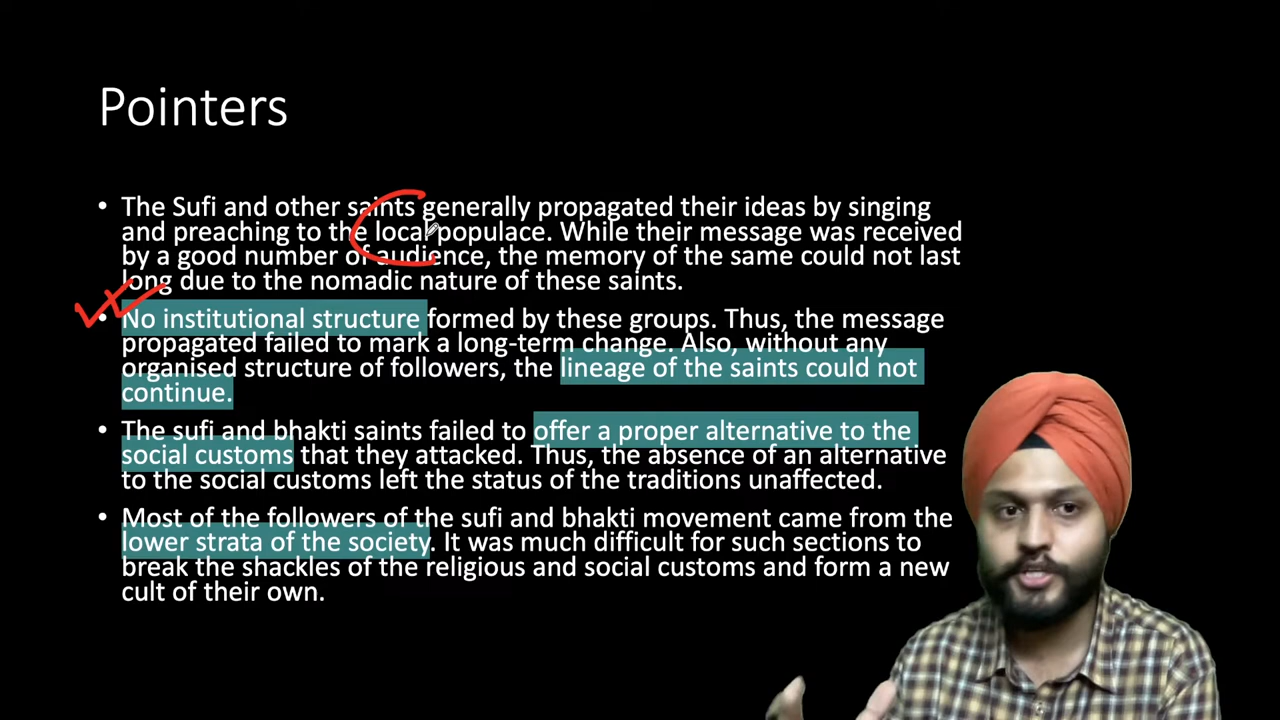 Pointers
• The Sufi and other saints generally propagated their ideas by singing
and preaching to the local populace. While their message was received
by a good number of audience, the memory of the same could not last
long due to the nomadic nature of these saints.
• No institutional structure formed by these groups. Thus, the message
propagated failed to mark a long-term change. Also, without any
organised structure of followers, the lineage of the saints could not
continue.
• The sufi and bhakti saints failed to offer a proper alternative to the
social customs that they attacked. Thus, the absence of an alternative
to the social customs left the status of the traditions unaffected.
• Most of the followers of the sufi and bhakti movement came from the
lower strata of the society. It was much difficult for such sections to
break the shackles of the religious and social customs and form a new
cult of their own.